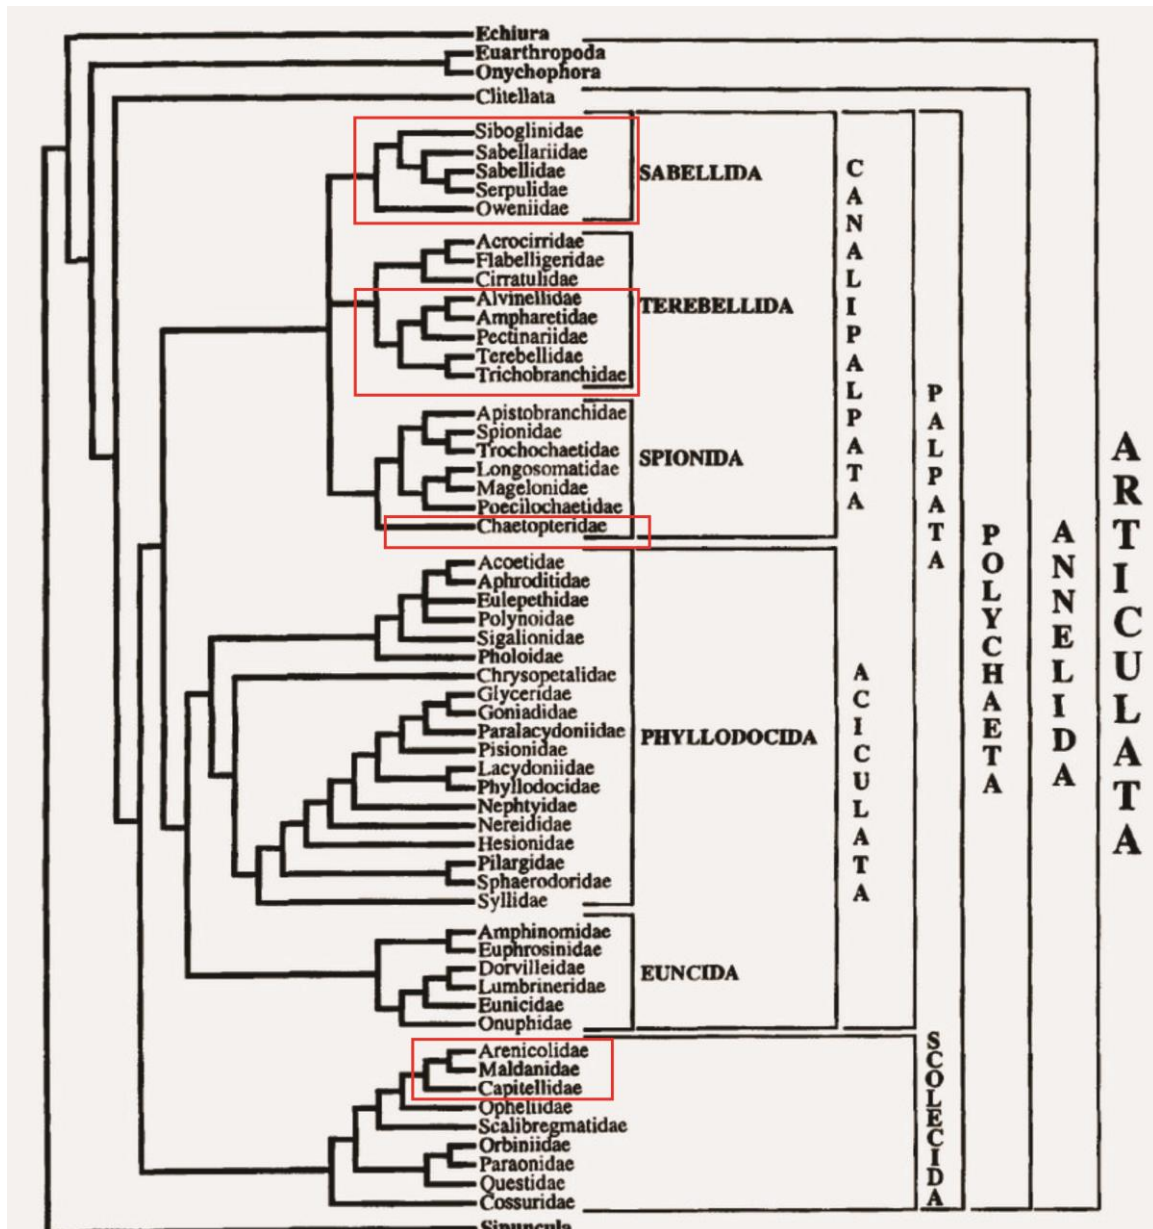 Echiura
Euarthropoda
Onychophora
Clitellata
Siboglinidae
Sabellariidae
Sabellidae
Serpulidae
Oweniidae
SABELLIDA
Acrocirridae
Flabelligeridae
Cirratulidae
Alvinellidae
Ampharetidae
Pectinariidae
Terebellidae
Trichobranchidae
TEREBELLIDA
Apistobranchidae
Spionidae
Trochochaetidae
Longosomatidae
Magelonidae
Poecilochaetidae
Chaetopteridae
SPIONIDA
CANALIPALPATA
Acoetidae
Aphroditidae
Eulepethidae
Polynoidae
Sigalionidae
Pholoidae
Chrysopetalidae
Glyceridae
Goniadidae
Paralacydoniidae
Pisionidae
Lacydoniidae
Phyllodocidae
Nephtyidae
Nereididae
Hesionidae
Pilargidae
Sphaerodoridae
Syllidae
PHYLLODOCIDA
Amphinomidae
Euphrosinidae
Dorvilleidae
Lumbrineridae
Eunicidae
Onuphidae
EUNCIDA
ACICULATA
PALPATA
Arenicolidae
Maldanidae
Capitellidae
Opheliidae
Scalibregmatidae
Orbiniidae
Paraonidae
Questidae
Cossuridae
SCOLECIDA
POLYCHAETA
ANNELIDA
ARTICULATA
Sipuncula